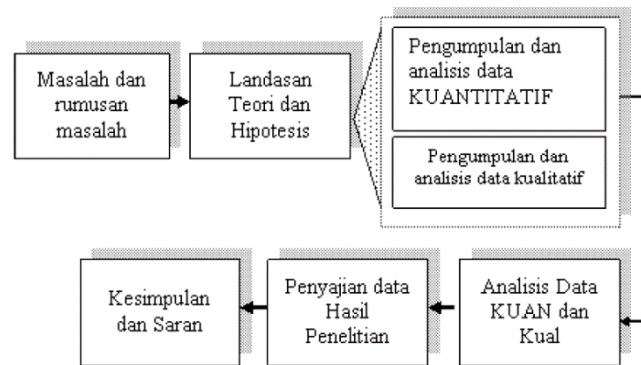 Masalah dan
rumusan
masalah
Landasan
Teori dan
Hipotesis
Pengumpulan dan
analisis data
KUANTITATIF
Pengumpulan dan
analisis data kualitatif
Analisis Data
KUAN dan
Kual
Penyajian data
Hasil
Penelitian
Kesimpulan
dan Saran